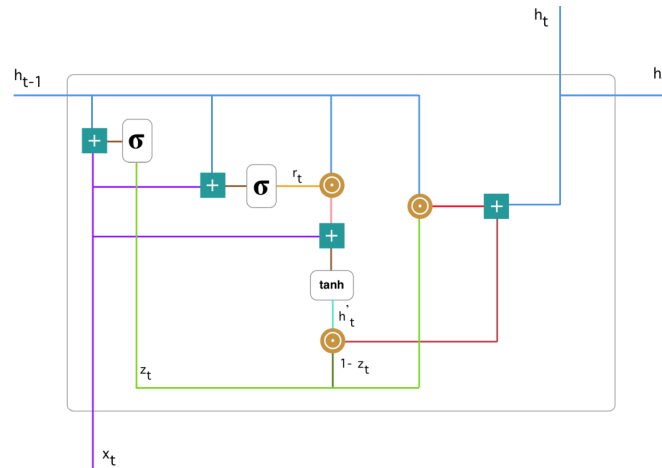 h_t
h_{t-1}
h
+
σ
+
σ
r_t
+
+
tanh
h'_t
1- z_t
z_t
x_t